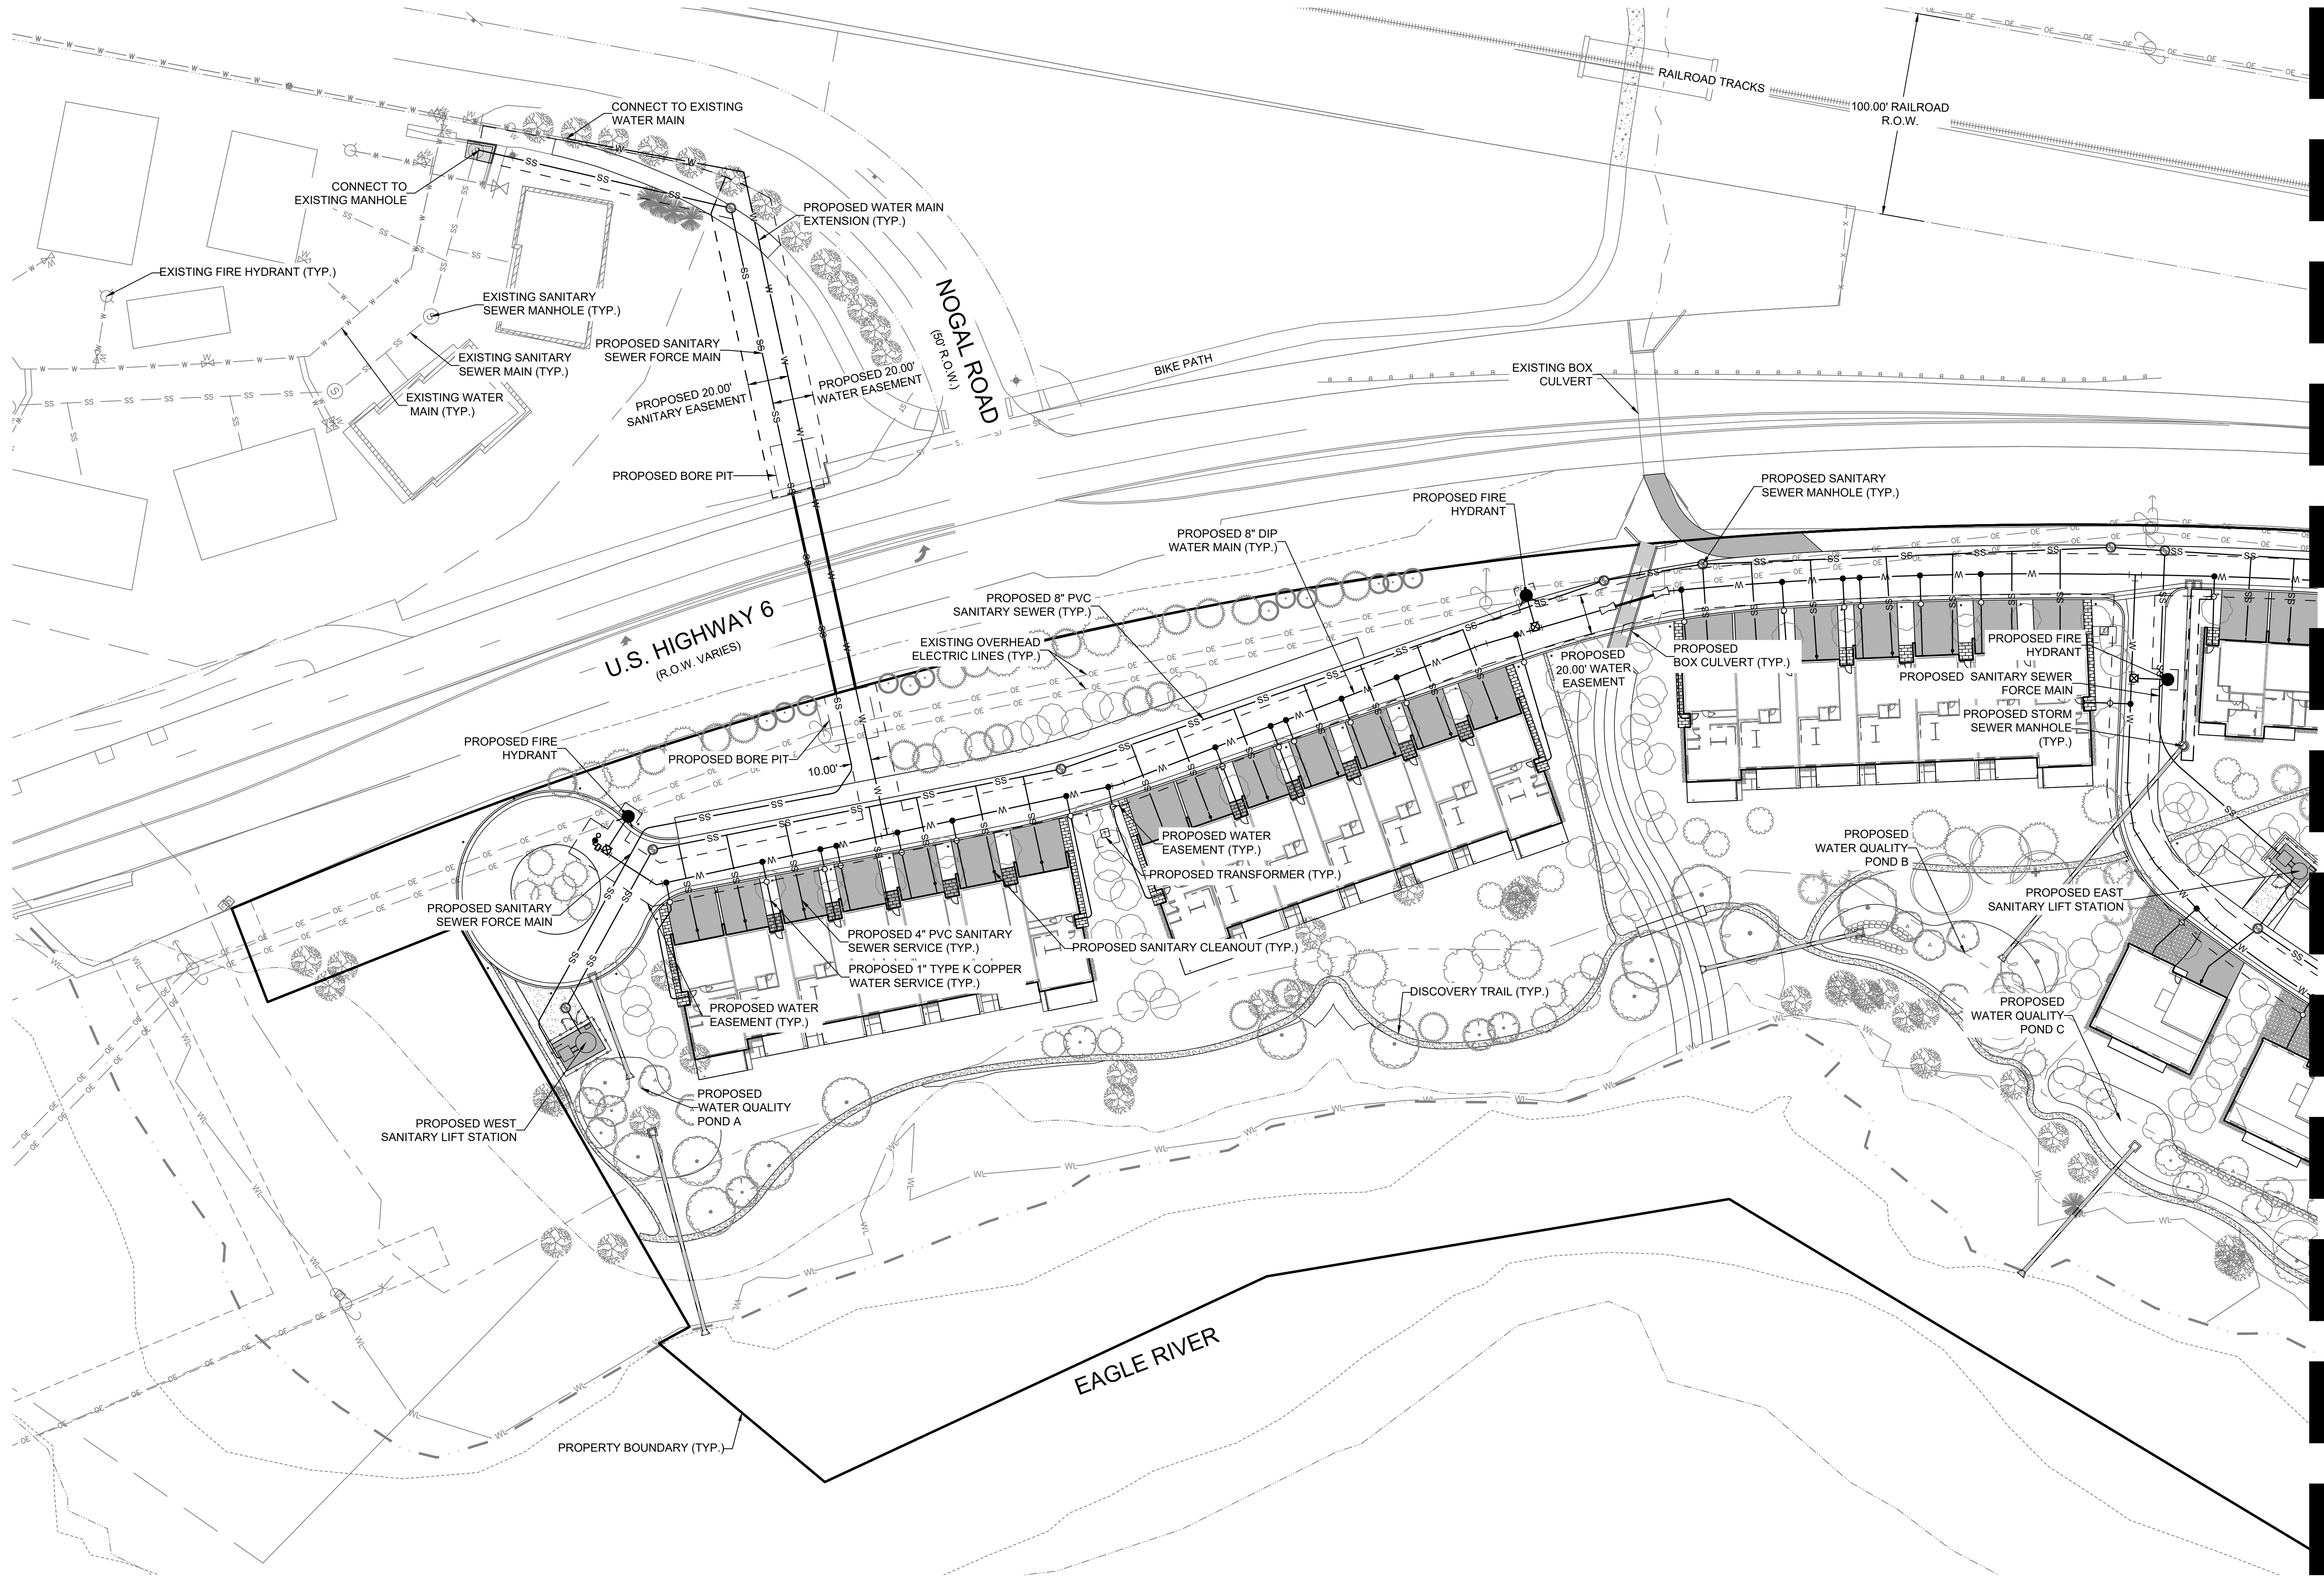 RAILROAD TRACKS
100.00' RAILROAD
R.O.W.
CONNECT TO EXISTING
WATER MAIN
CONNECT TO
EXISTING MANHOLE
PROPOSED WATER MAIN
EXTENSION (TYP.)
EXISTING FIRE HYDRANT (TYP.)
EXISTING SANITARY
SEWER MANHOLE (TYP.)
PROPOSED SANITARY
SEWER FORCE MAIN
EXISTING SANITARY
SEWER MAIN (TYP.)
EXISTING WATER
MAIN (TYP.)
PROPOSED 20.00'
SANITARY EASEMENT
PROPOSED 20.00'
WATER EASEMENT
NOGAL ROAD
(50' R.O.W.)
BIKE PATH
EXISTING BOX
CULVERT
PROPOSED BORE PIT
PROPOSED SANITARY
SEWER MANHOLE (TYP.)
PROPOSED FIRE
HYDRANT
PROPOSED 8" DIP
WATER MAIN (TYP.)
PROPOSED 8" PVC
SANITARY SEWER (TYP.)
EXISTING OVERHEAD
ELECTRIC LINES (TYP.)
U.S. HIGHWAY 6
(R.O.W. VARIES)
PROPOSED
20.00' WATER
EASEMENT
PROPOSED
BOX CULVERT (TYP.)
PROPOSED FIRE
HYDRANT
PROPOSED SANITARY SEWER
FORCE MAIN
PROPOSED STORM
SEWER MANHOLE
(TYP.)
PROPOSED FIRE
HYDRANT
PROPOSED BORE PIT
10.00'
PROPOSED WATER
EASEMENT (TYP.)
PROPOSED TRANSFORMER (TYP.)
PROPOSED
WATER QUALITY
POND B
PROPOSED EAST
SANITARY LIFT STATION
PROPOSED SANITARY
SEWER FORCE MAIN
PROPOSED 4" PVC SANITARY
SEWER SERVICE (TYP.)
PROPOSED SANITARY CLEANOUT (TYP.)
PROPOSED 1" TYPE K COPPER
WATER SERVICE (TYP.)
PROPOSED WATER
EASEMENT (TYP.)
DISCOVERY TRAIL (TYP.)
PROPOSED
WATER QUALITY
POND C
PROPOSED
WATER QUALITY
POND A
PROPOSED WEST
SANITARY LIFT STATION
EAGLE RIVER
PROPERTY BOUNDARY (TYP.)